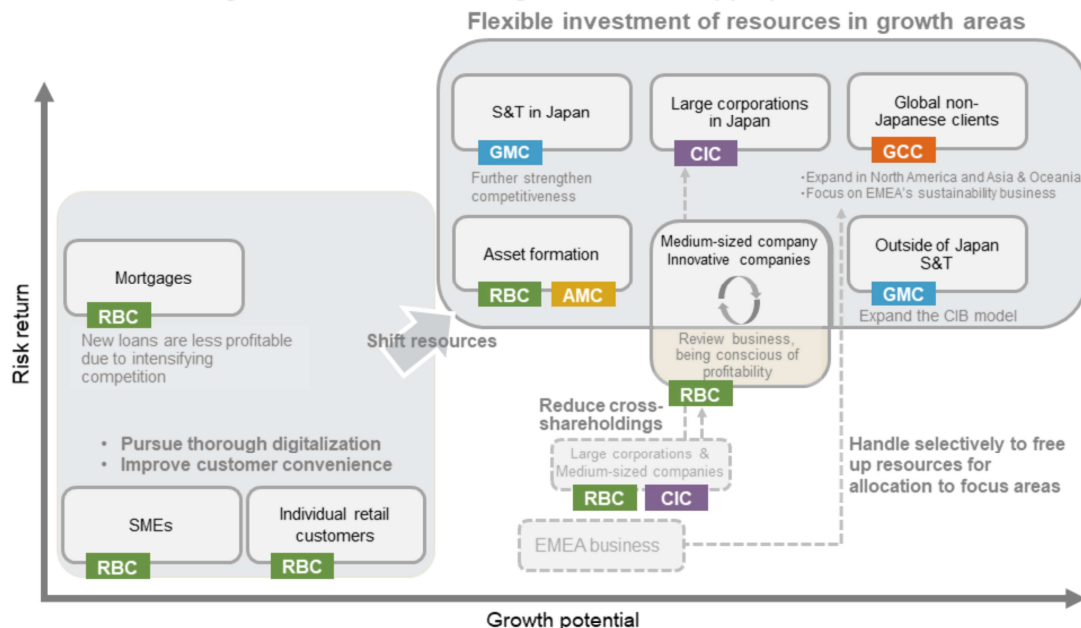 Flexible investment of resources in growth areas
S&T in Japan
GMC
Further strengthen
competitiveness
Large corporations
in Japan
CIC
Global non-
Japanese clients
GCC
•Expand in North America and Asia & Oceania
•Focus on EMEA's sustainability business
Asset formation
RBC
AMC
Medium-sized company
Innovative companies
Review business,
being conscious of
profitability
RBC
Outside of Japan
S&T
GMC
Expand the CIB model
Mortgages
RBC
New loans are less profitable
due to intensifying
competition
Shift resources
• Pursue thorough digitalization
• Improve customer convenience
SMEs
RBC
Individual retail
customers
RBC
Reduce cross-
shareholdings
Large corporations &
Medium-sized companies
RBC
CIC
EMEA business
Handle selectively to free
up resources for
allocation to focus areas
Risk return
Growth potential